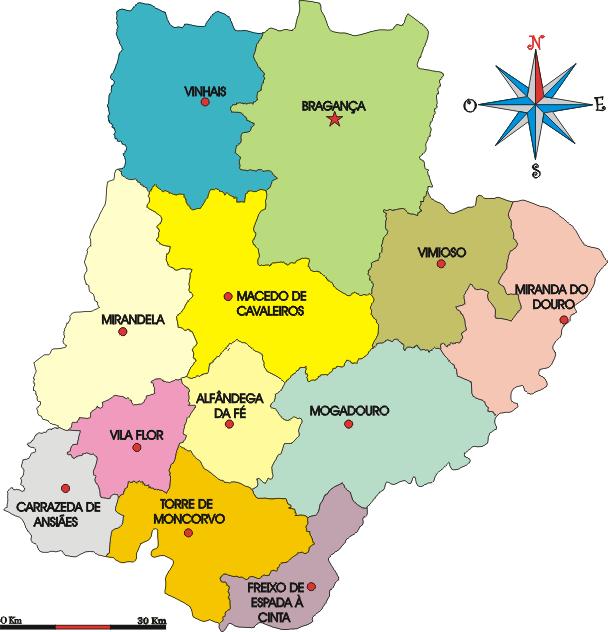 N
O
E
S
VINHAIS
BRAGANÇA
VIMIOSO
MIRANDA DO
DOURO
MACEDO DE
CAVALEIROS
MIRANDELA
ALFÂNDEGA
DA FÉ
MOGADOURO
VILA FLOR
CARRAZEDA DE
ANSIÃES
TORRE DE
MONCORVO
FREIXO DE
ESPADA À
CINTA
0 Km
30 Km